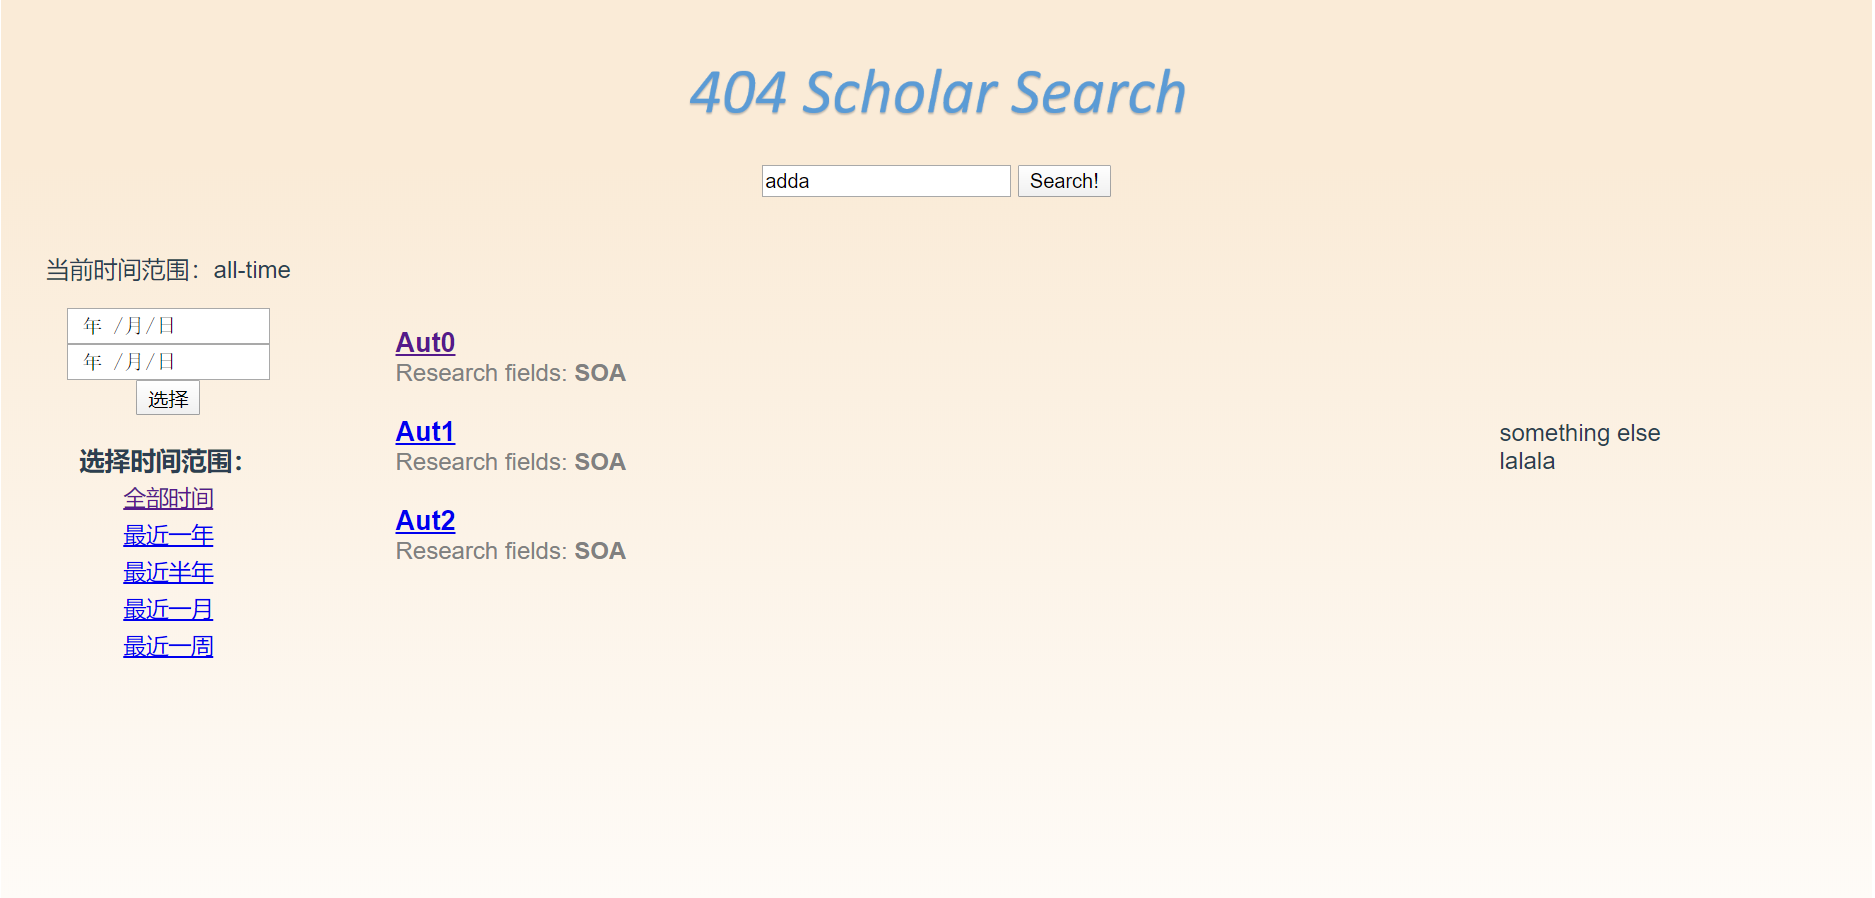 404 Scholar Search
adda Search!
当前时间范围：all-time
年 /月/日
年 /月/日
选择
选择时间范围：
全部时间
最近一年
最近半年
最近一月
最近一周
Aut0
Research fields: SOA
Aut1
Research fields: SOA
Aut2
Research fields: SOA
something else
lalala